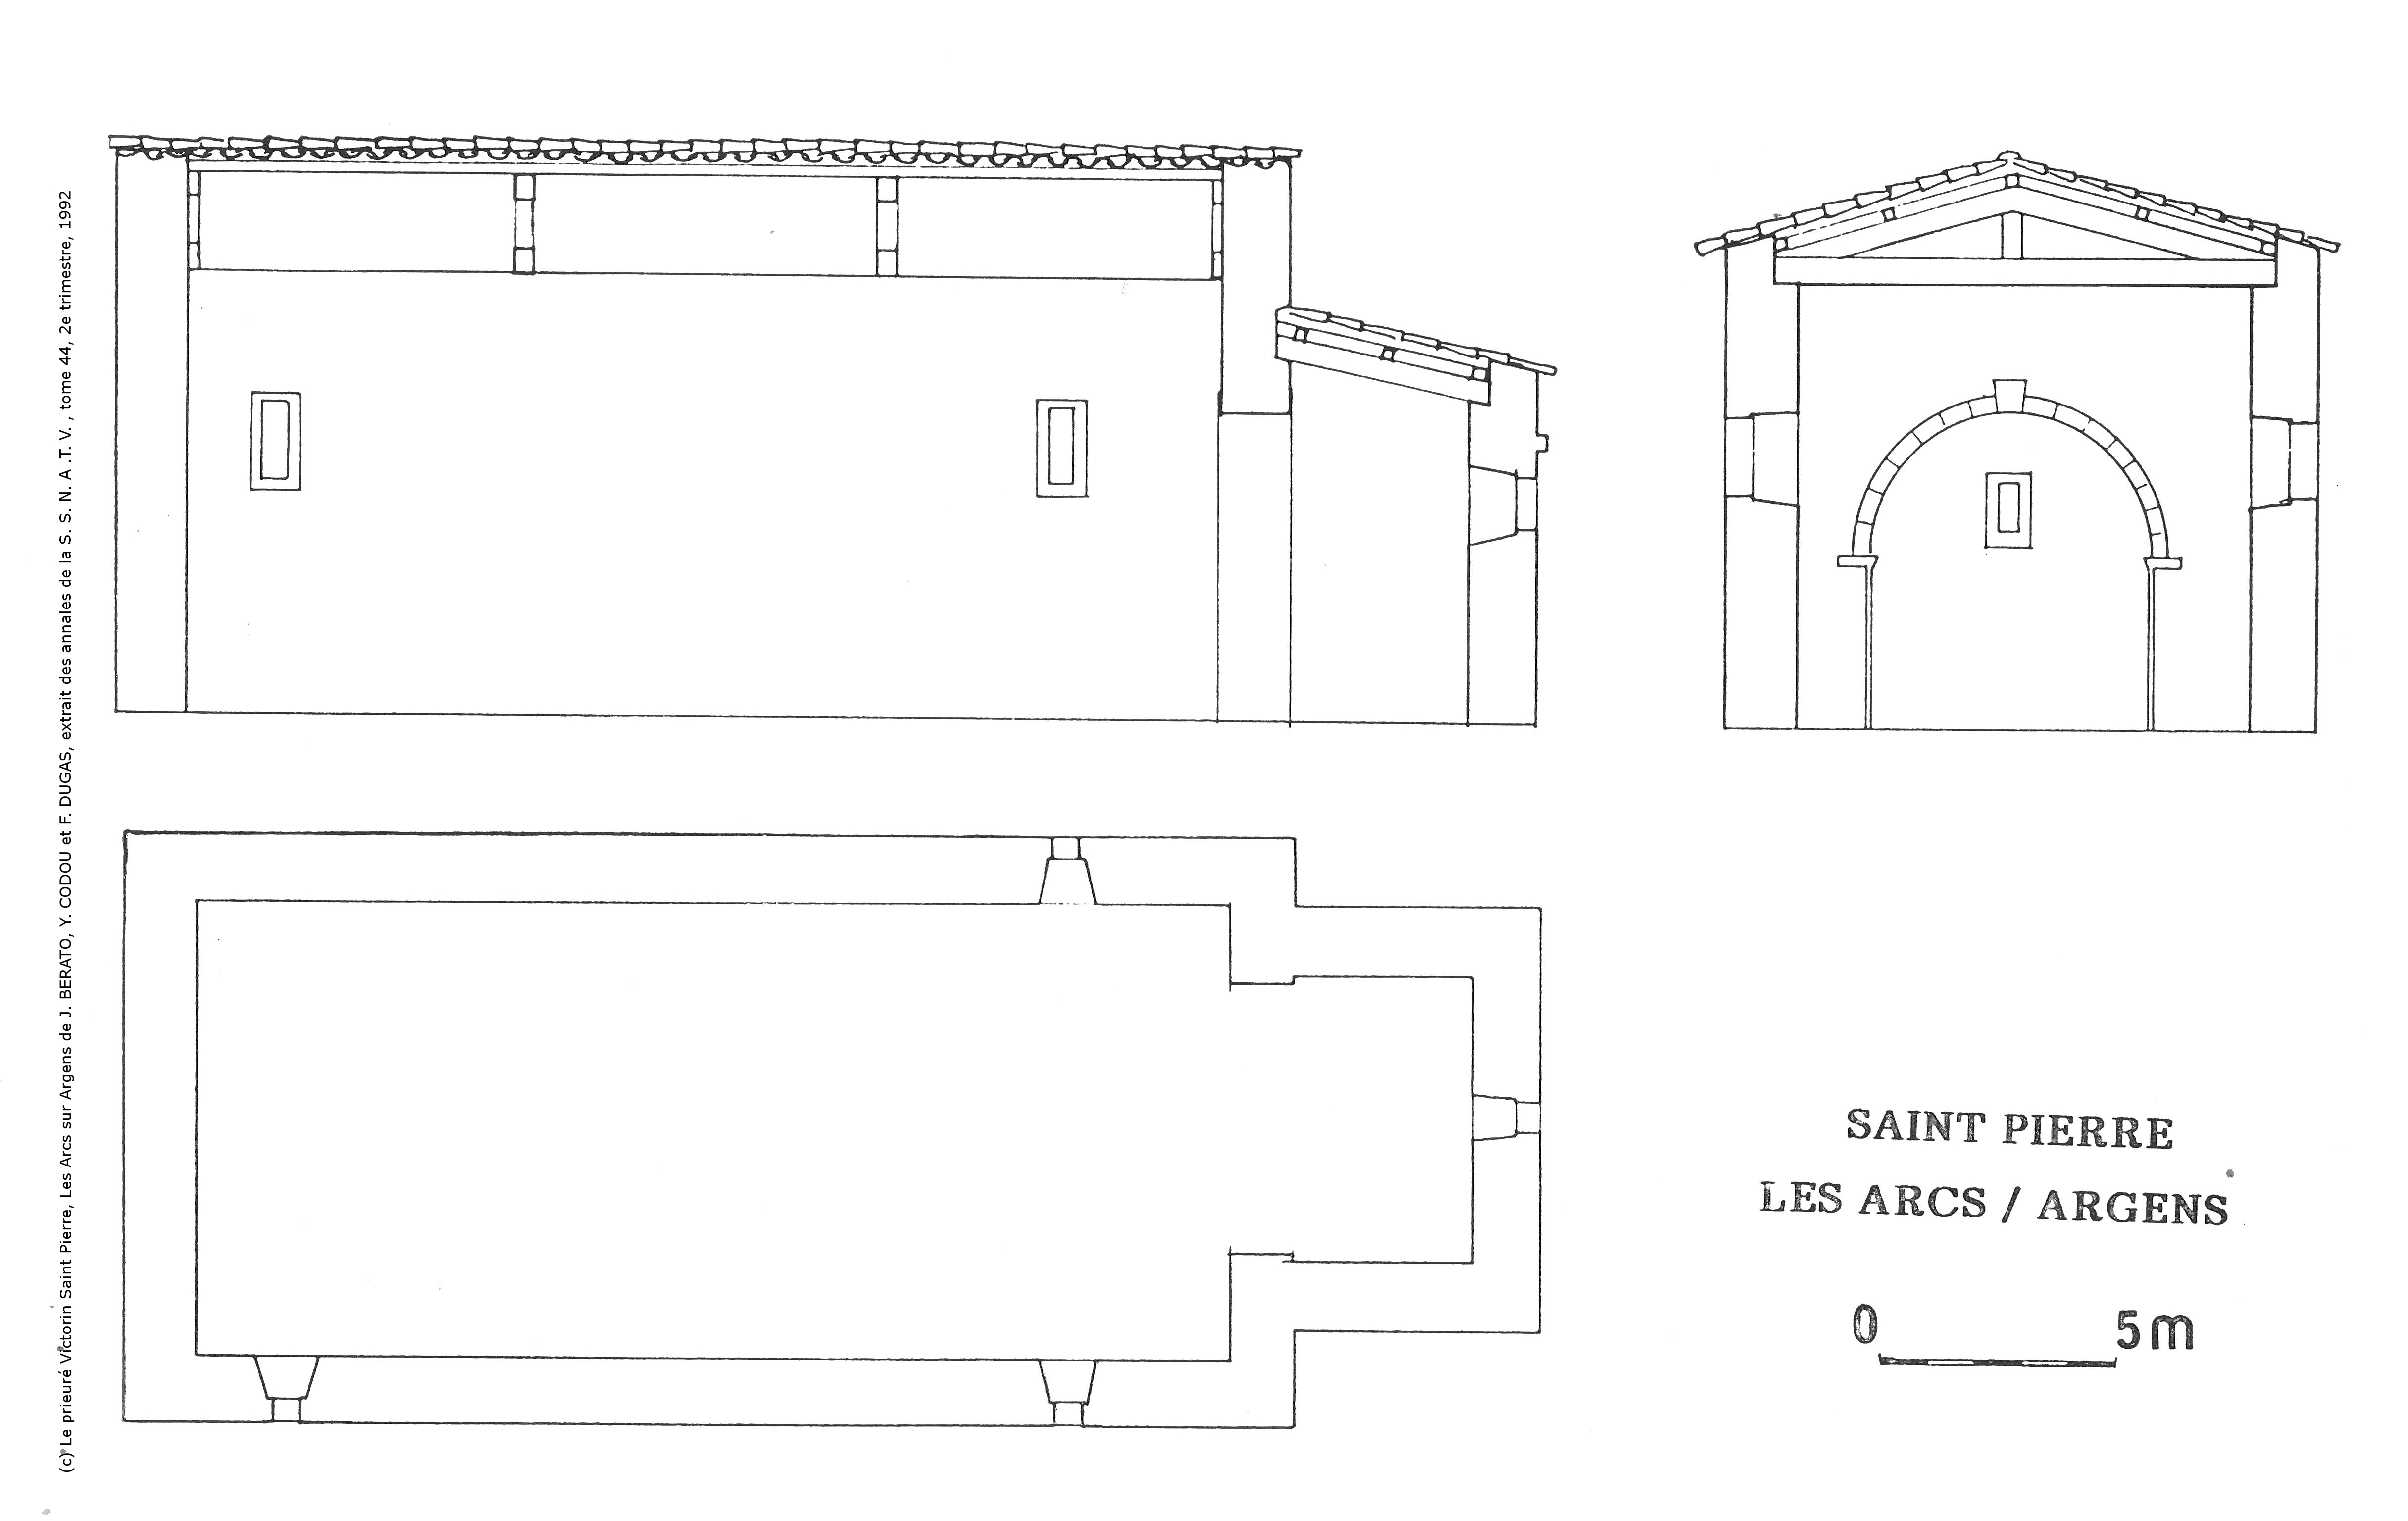 (c) Le prieuré Victorin Saint Pierre, Les Arcs sur Argens de J. BERATO, Y. CODOU et F. DUGAS, extrait des annales de la S. S. N. A .T. V. , tome 44, 2e trimestre, 1992
SAINT PIERRE
LES ARCS / ARGENS
0 5m